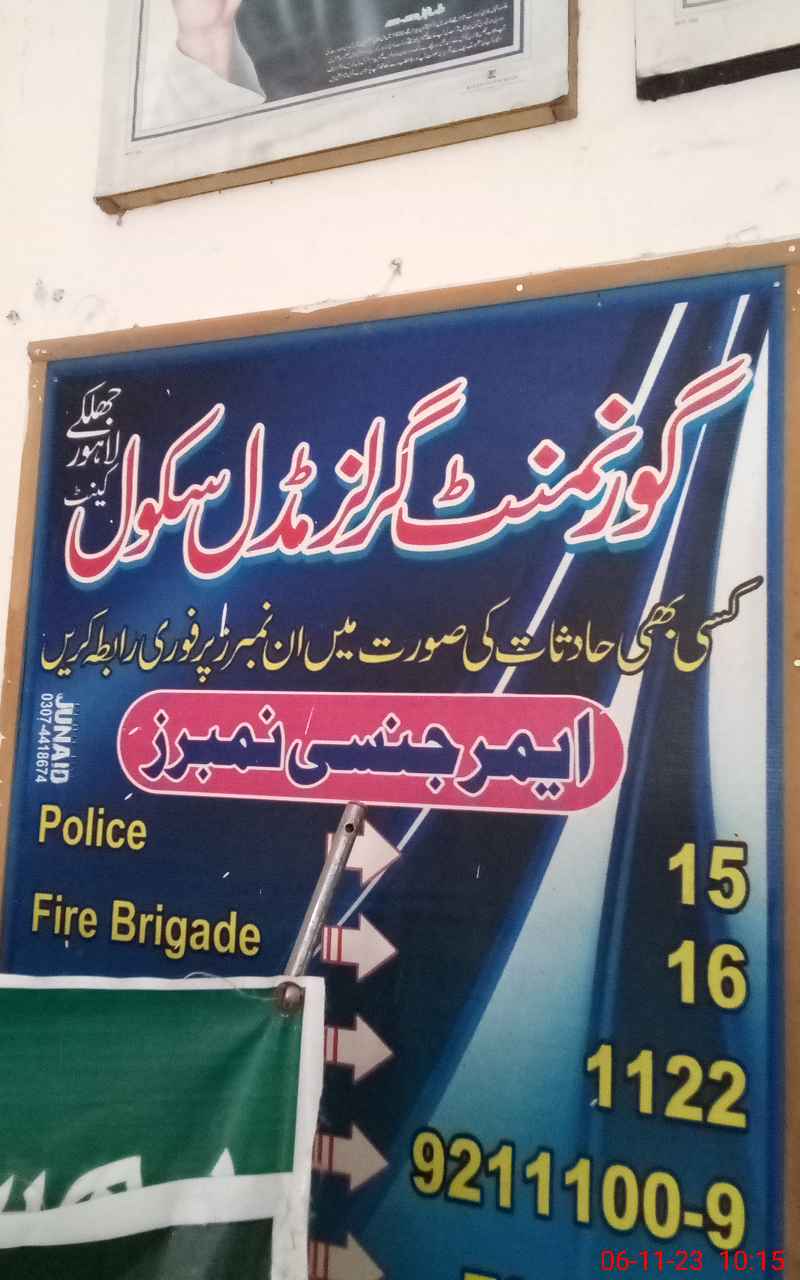 گورنمنٹ گرلز مڈل سکول
جھلکے
لاہور
کینٹ
کسی بھی حادثات کی صورت میں ان نمبرز پر فوری رابطہ کریں
ایمرجنسی نمبرز
JUNAID
0307-4418674
Police 15
Fire Brigade 16
1122
9211100-9
06-11-23 10:15